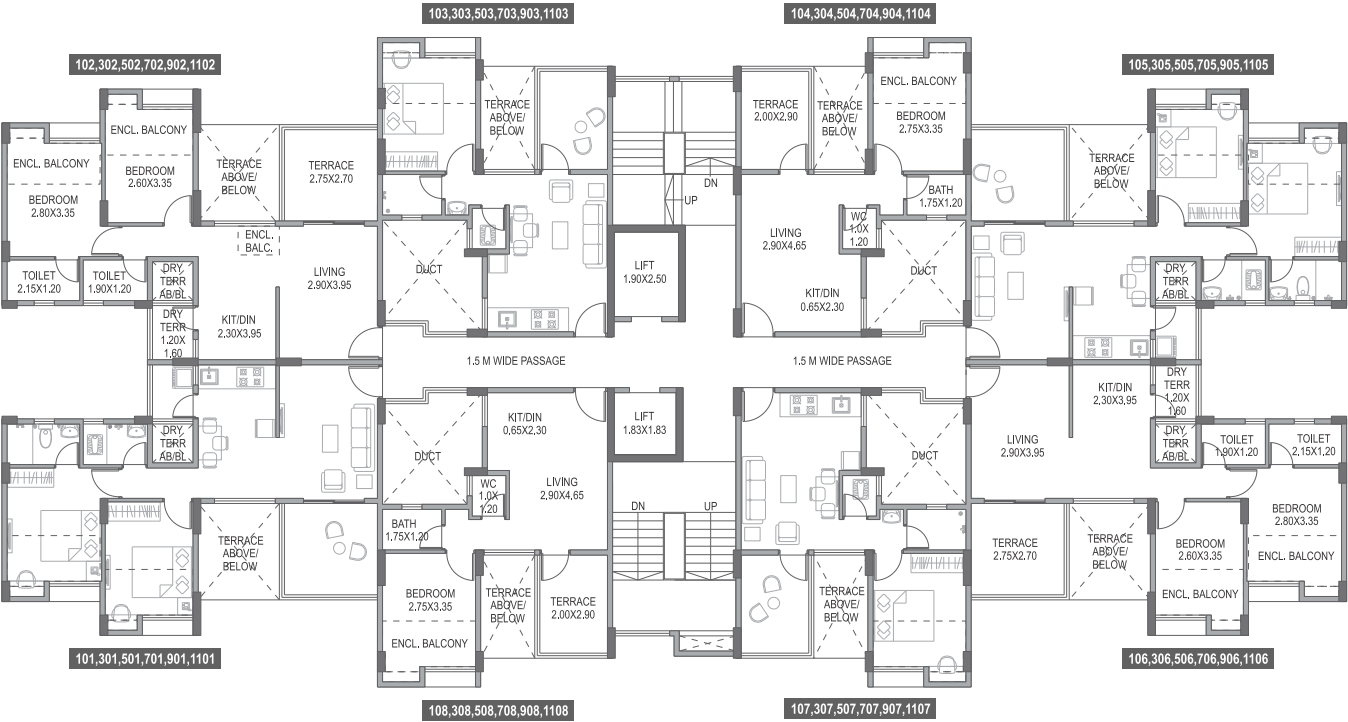 103,303,503,703,903,1103
104,304,504,704,904,1104
102,302,502,702,902,1102
105,305,505,705,905,1105
ENCL. BALCONY
BEDROOM
2.80X3.35
ENCL. BALCONY
BEDROOM
2.60X3.35
TERRACE
ABOVE/
BELOW
TERRACE
2.75X2.70
TERRACE
ABOVE/
BELOW
TERRACE
2.00X2.90
TERRACE
ABOVE/
BELOW
ENCL. BALCONY
BEDROOM
2.75X3.35
TERRACE
ABOVE/
BELOW
DN
UP
BATH
1.75X1.20
WC
1.0X
1.20
ENCL.
BALC.
LIVING
2.90X3.95
TOILET
2.15X1.20
TOILET
1.90X1.20
DRY
TERR
AB/BL
DRY
TERR
1.20X
1.60
KIT/DIN
2.30X3.95
DUCT
LIFT
1.90X2.50
LIVING
2.90X4.65
KIT/DIN
0.65X2.30
DUCT
DRY
TERR
AB/BL
1.5 M WIDE PASSAGE
1.5 M WIDE PASSAGE
DRY
TERR
AB/BL
DUCT
KIT/DIN
0.65X2.30
WC
1.0X
1.20
LIVING
2.90X4.65
LIFT
1.83X1.83
DUCT
LIVING
2.90X3.95
KIT/DIN
2.30X3.95
DRY
TERR
1.20X
1.60
DRY
TERR
AB/BL
TOILET
1.90X1.20
TOILET
2.15X1.20
TERRACE
ABOVE/
BELOW
BATH
1.75X1.20
DN
UP
TERRACE
2.75X2.70
TERRACE
ABOVE/
BELOW
BEDROOM
2.60X3.35
ENCL. BALCONY
BEDROOM
2.80X3.35
ENCL. BALCONY
BEDROOM
2.75X3.35
ENCL. BALCONY
TERRACE
ABOVE/
BELOW
TERRACE
2.00X2.90
TERRACE
ABOVE/
BELOW
101,301,501,701,901,1101
106,306,506,706,906,1106
108,308,508,708,908,1108
107,307,507,707,907,1107